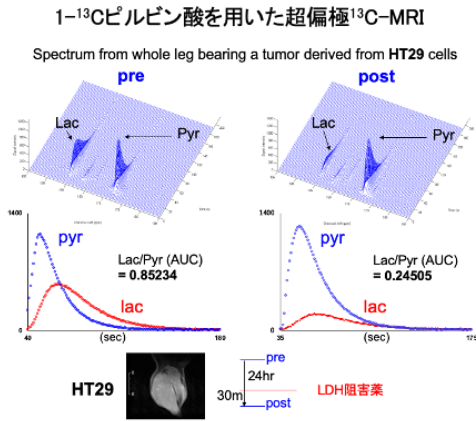 1-¹³Cピルビン酸を用いた超偏極¹³C-MRI
Spectrum from whole leg bearing a tumor derived from HT29 cells
pre
post
Lac
Pyr
Lac
Pyr
1400
pyr
Lac/Pyr (AUC)
= 0.85234
lac
0
40
(sec)
180
1400
pyr
Lac/Pyr (AUC)
= 0.24505
lac
0
35
(sec)
175
HT29
pre
24hr
30m
post
LDH阻害薬